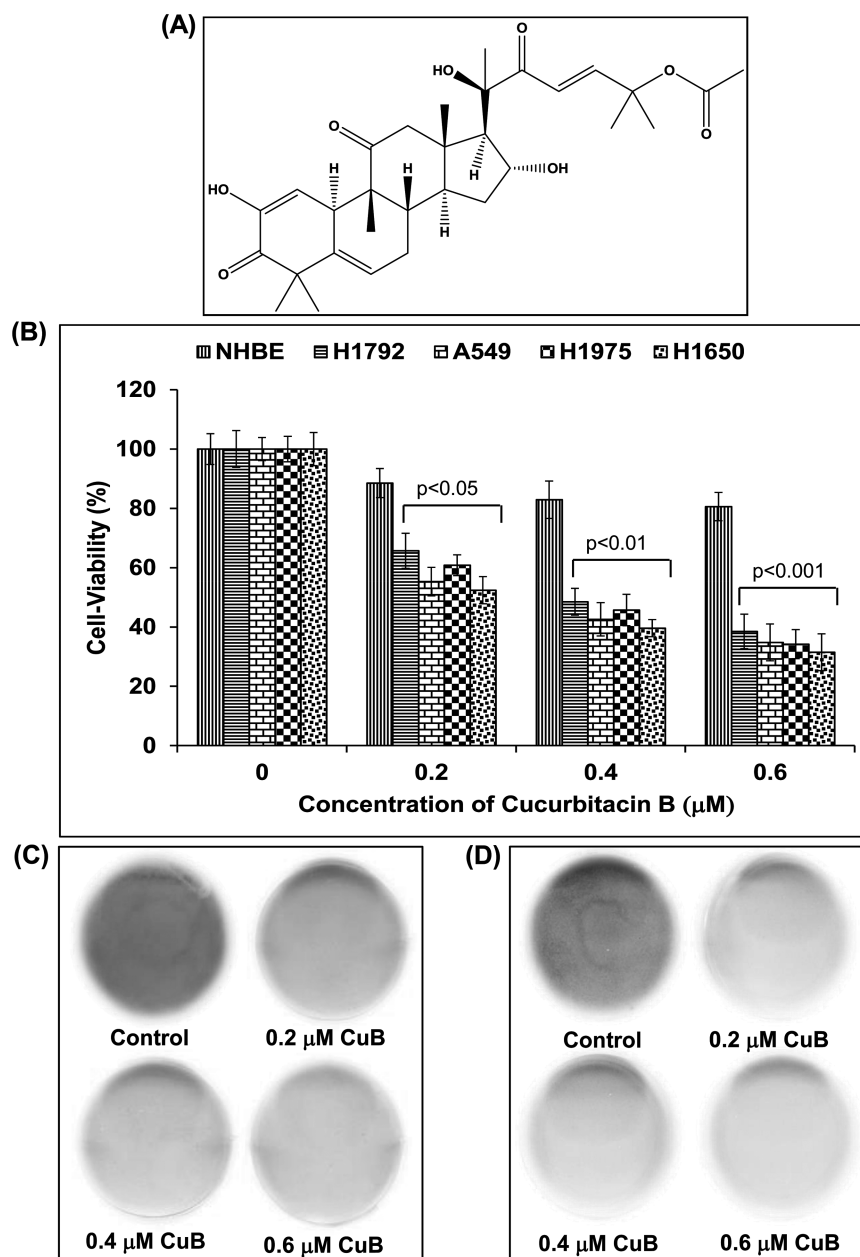 (A)
O
HO
O
O
H
H
HO
O
H
OH
H
O
(B)
NHBE H1792 A549 H1975 H1650
120
100
80
60
40
20
0
Cell-Viability (%)
p<0.05
p<0.01
p<0.001
0 0.2 0.4 0.6
Concentration of Cucurbitacin B (μM)
(C)
Control 0.2 μM CuB
0.4 μM CuB 0.6 μM CuB
(D)
Control 0.2 μM CuB
0.4 μM CuB 0.6 μM CuB